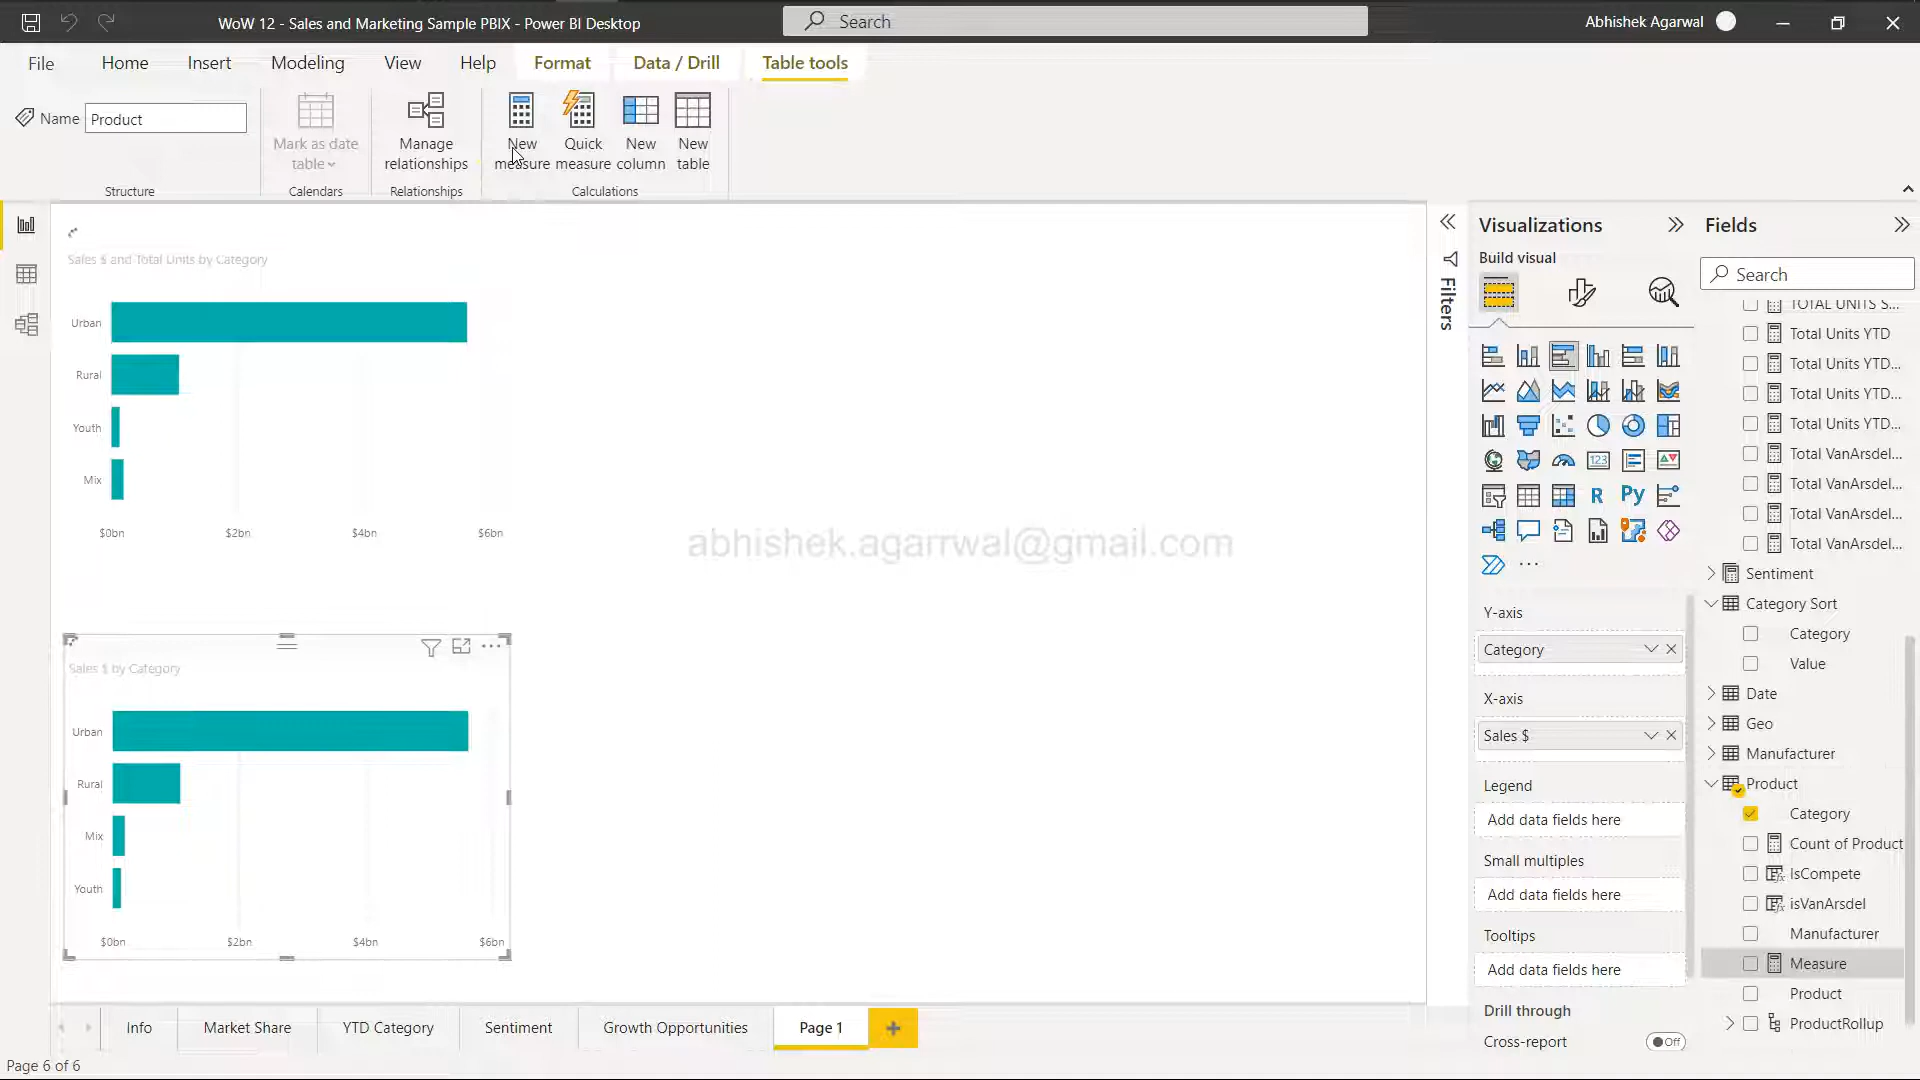 WoW 12 - Sales and Marketing Sample PBIX - Power BI Desktop
Search
Abhishek Agarwal
File Home Insert Modeling View Help Format Data / Drill Table tools
Name Product
Mark as date table
Manage relationships
New measure
Quick measure
New column
New table
Structure Calendars Relationships Calculations
Sales $ and Total Units by Category
Urban
Rural
Youth
Mix
$0bn $2bn $4bn $6bn
abhishek.agarrwal@gmail.com
Sales $ by Category
Urban
Rural
Mix
Youth
$0bn $2bn $4bn $6bn
Filters
Visualizations
Build visual
123
R
Py
Y-axis
Category
X-axis
Sales $
Legend
Add data fields here
Small multiples
Add data fields here
Tooltips
Add data fields here
Drill through
Cross-report Off
Fields
Search
TOTAL UNITS S...
Total Units YTD
Total Units YTD...
Total Units YTD...
Total Units YTD...
Total VanArsdel...
Total VanArsdel...
Total VanArsdel...
Total VanArsdel...
Sentiment
Category Sort
Category
Value
Date
Geo
Manufacturer
Product
Category
Count of Product
IsCompete
isVanArsdel
Manufacturer
Measure
Product
ProductRollup
Info Market Share YTD Category Sentiment Growth Opportunities Page 1
Page 6 of 6